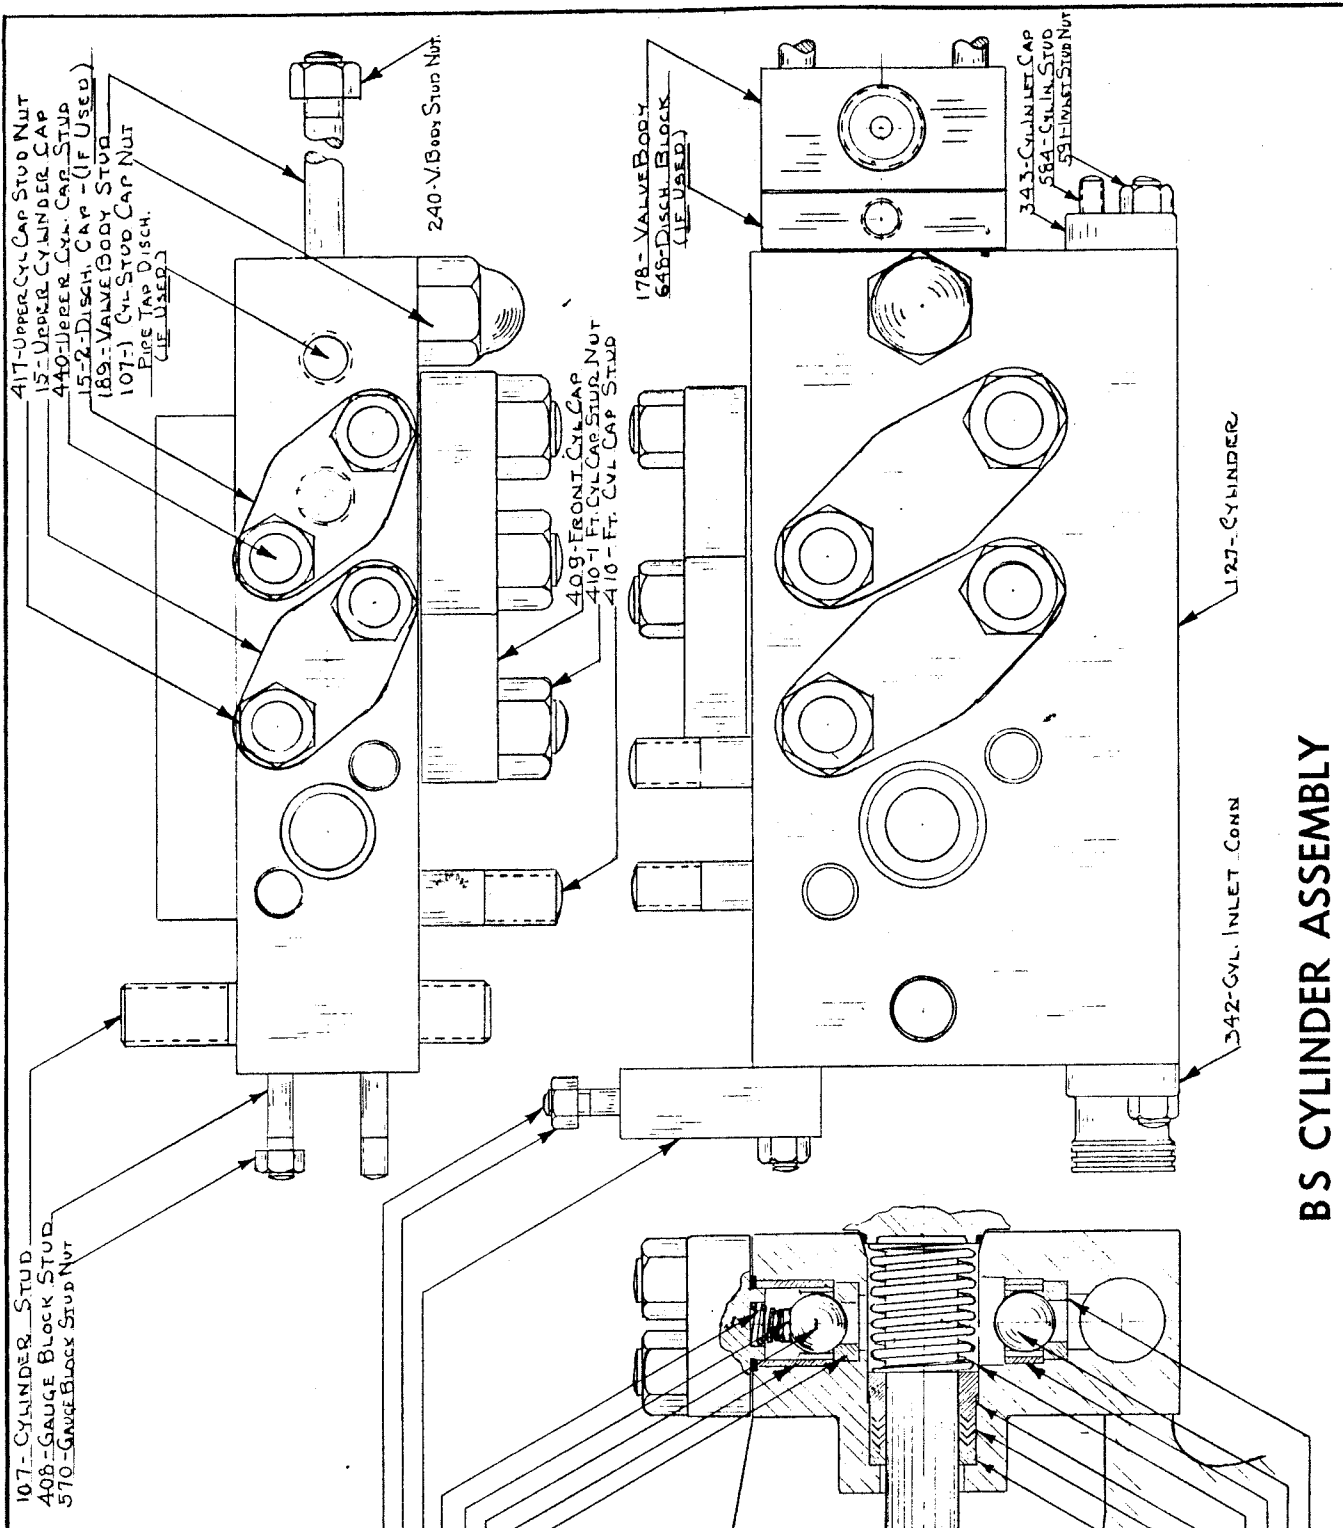 417-UPPER CYL CAP STUD NUT
15-UPPER CYLINDER CAP
440-UPPER CYL. CAP STUD
15-2-DISCH. CAP-(IF USED)
189-VALVE BODY STUD
107-1 CYL STUD CAP NUT
PIPE TAP DISCH.
(IF USED)
240-V. BODY STUD NUT.
178-VALVE BODY
648-DISCH. BLOCK
(IF USED)
343-CYL INLET CAP
584-CYL IN. STUD
591-INLET STUD NUT
409-FRONT CYL CAP
410-1 FT. CYL CAP STUR NUT
410-FT. CYL CAP STUD
127-CYLINDER
342-CYL. INLET CONN
107-CYLINDER STUD
408-GAUGE BLOCK STUD
570-GAUGE BLOCK STUD NUT
BS CYLINDER ASSEMBLY